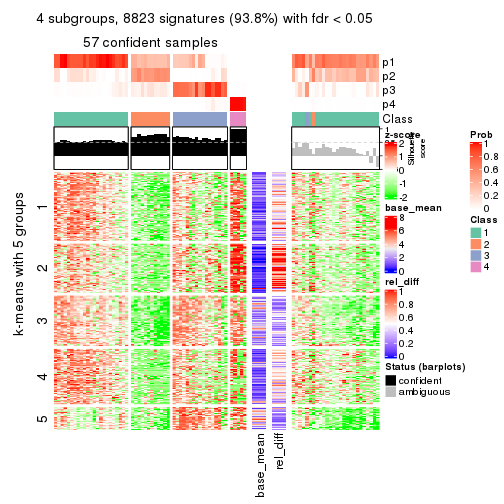 4 subgroups, 8823 signatures (93.8%) with fdr < 0.05
57 confident samples
p1
p2
p3
p4
Class
z-score
2
1
0
-1
-2
Silhouette
score
1
0
Prob
1
0.8
0.6
0.4
0.2
0
base_mean
8
6
4
2
0
Class
1
2
3
4
rel_diff
1
0.8
0.6
0.4
0.2
0
Status (barplots)
confident
ambiguous
k-means with 5 groups
1
2
3
4
5
base_mean
rel_diff